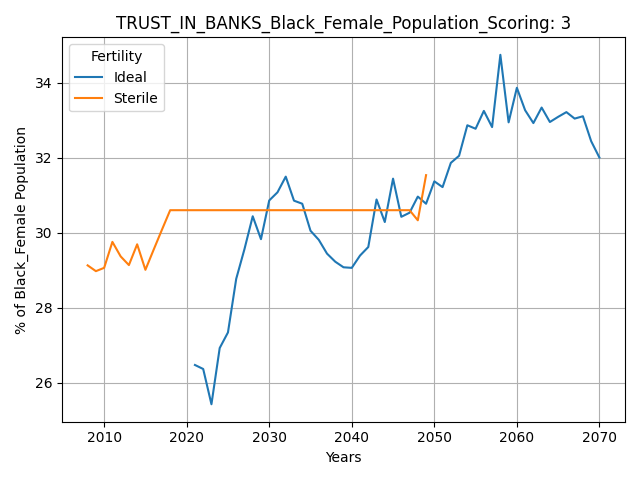 TRUST_IN_BANKS_Black_Female_Population_Scoring: 3
Fertility
Ideal
Sterile
% of Black_Female Population
34
32
30
28
26
2010
2020
2030
2040
2050
2060
2070
Years